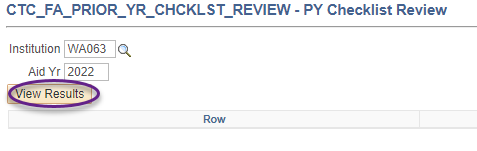 CTC_FA_PRIOR_YR_CHCKLST_REVIEW - PY Checklist Review
Institution WA063
Aid Yr 2022
View Results
Row